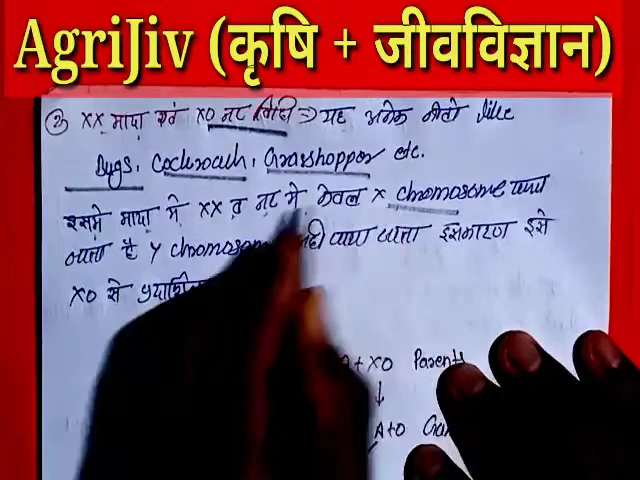 AgriJiv (कृषि + जीवविज्ञान)
② XX मादा एवं XO नर विधि ⇒ यह अनेक कीटो like
Bugs, Cockroach, Grasshopper etc.
इसमे मादा मे XX व नर मे केवल X chromosome पाया
जाता है Y chromosome नही पाया जाता इसकारण इसे
XO से
A + XO Parents
↓
A+O